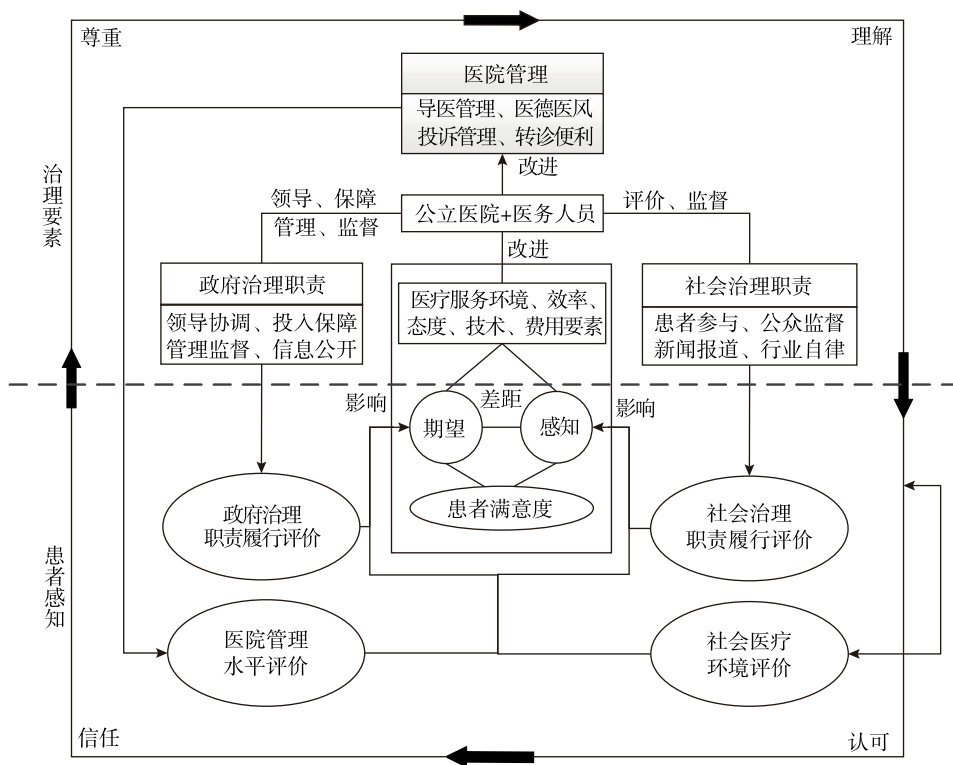 尊重
理解
医院管理
导医管理、医德医风
投诉管理、转诊便利
改进
治理要素
领导、保障
管理、监督
公立医院+医务人员
评价、监督
改进
政府治理职责
领导协调、投入保障
管理监督、信息公开
医疗服务环境、效率、
态度、技术、费用要素
社会治理职责
患者参与、公众监督
新闻报道、行业自律
影响
期望
差距
感知
影响
患者满意度
政府治理
职责履行评价
社会治理
职责履行评价
患者感知
医院管理
水平评价
社会医疗
环境评价
信任
认可